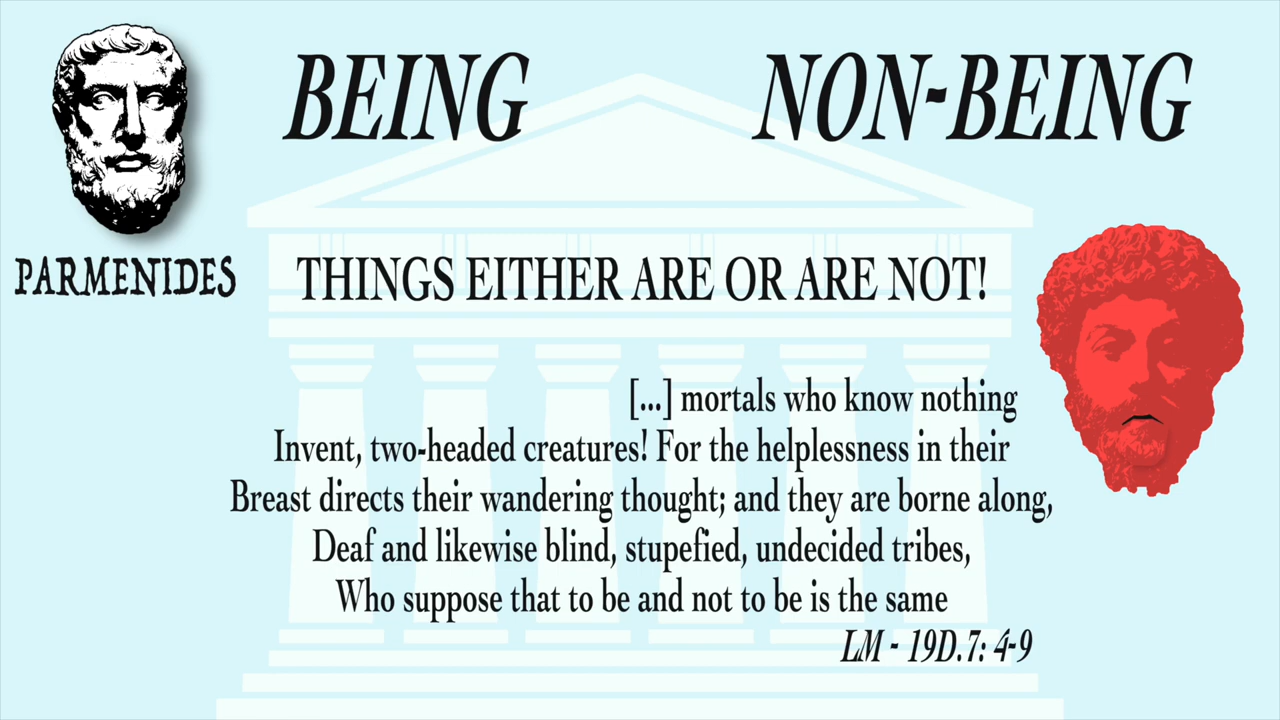 BEING
NON-BEING
PARMENIDES
THINGS EITHER ARE OR ARE NOT!
[...] mortals who know nothing
Invent, two-headed creatures! For the helplessness in their
Breast directs their wandering thought; and they are borne along,
Deaf and likewise blind, stupefied, undecided tribes,
Who suppose that to be and not to be is the same
LM - 19D.7: 4-9